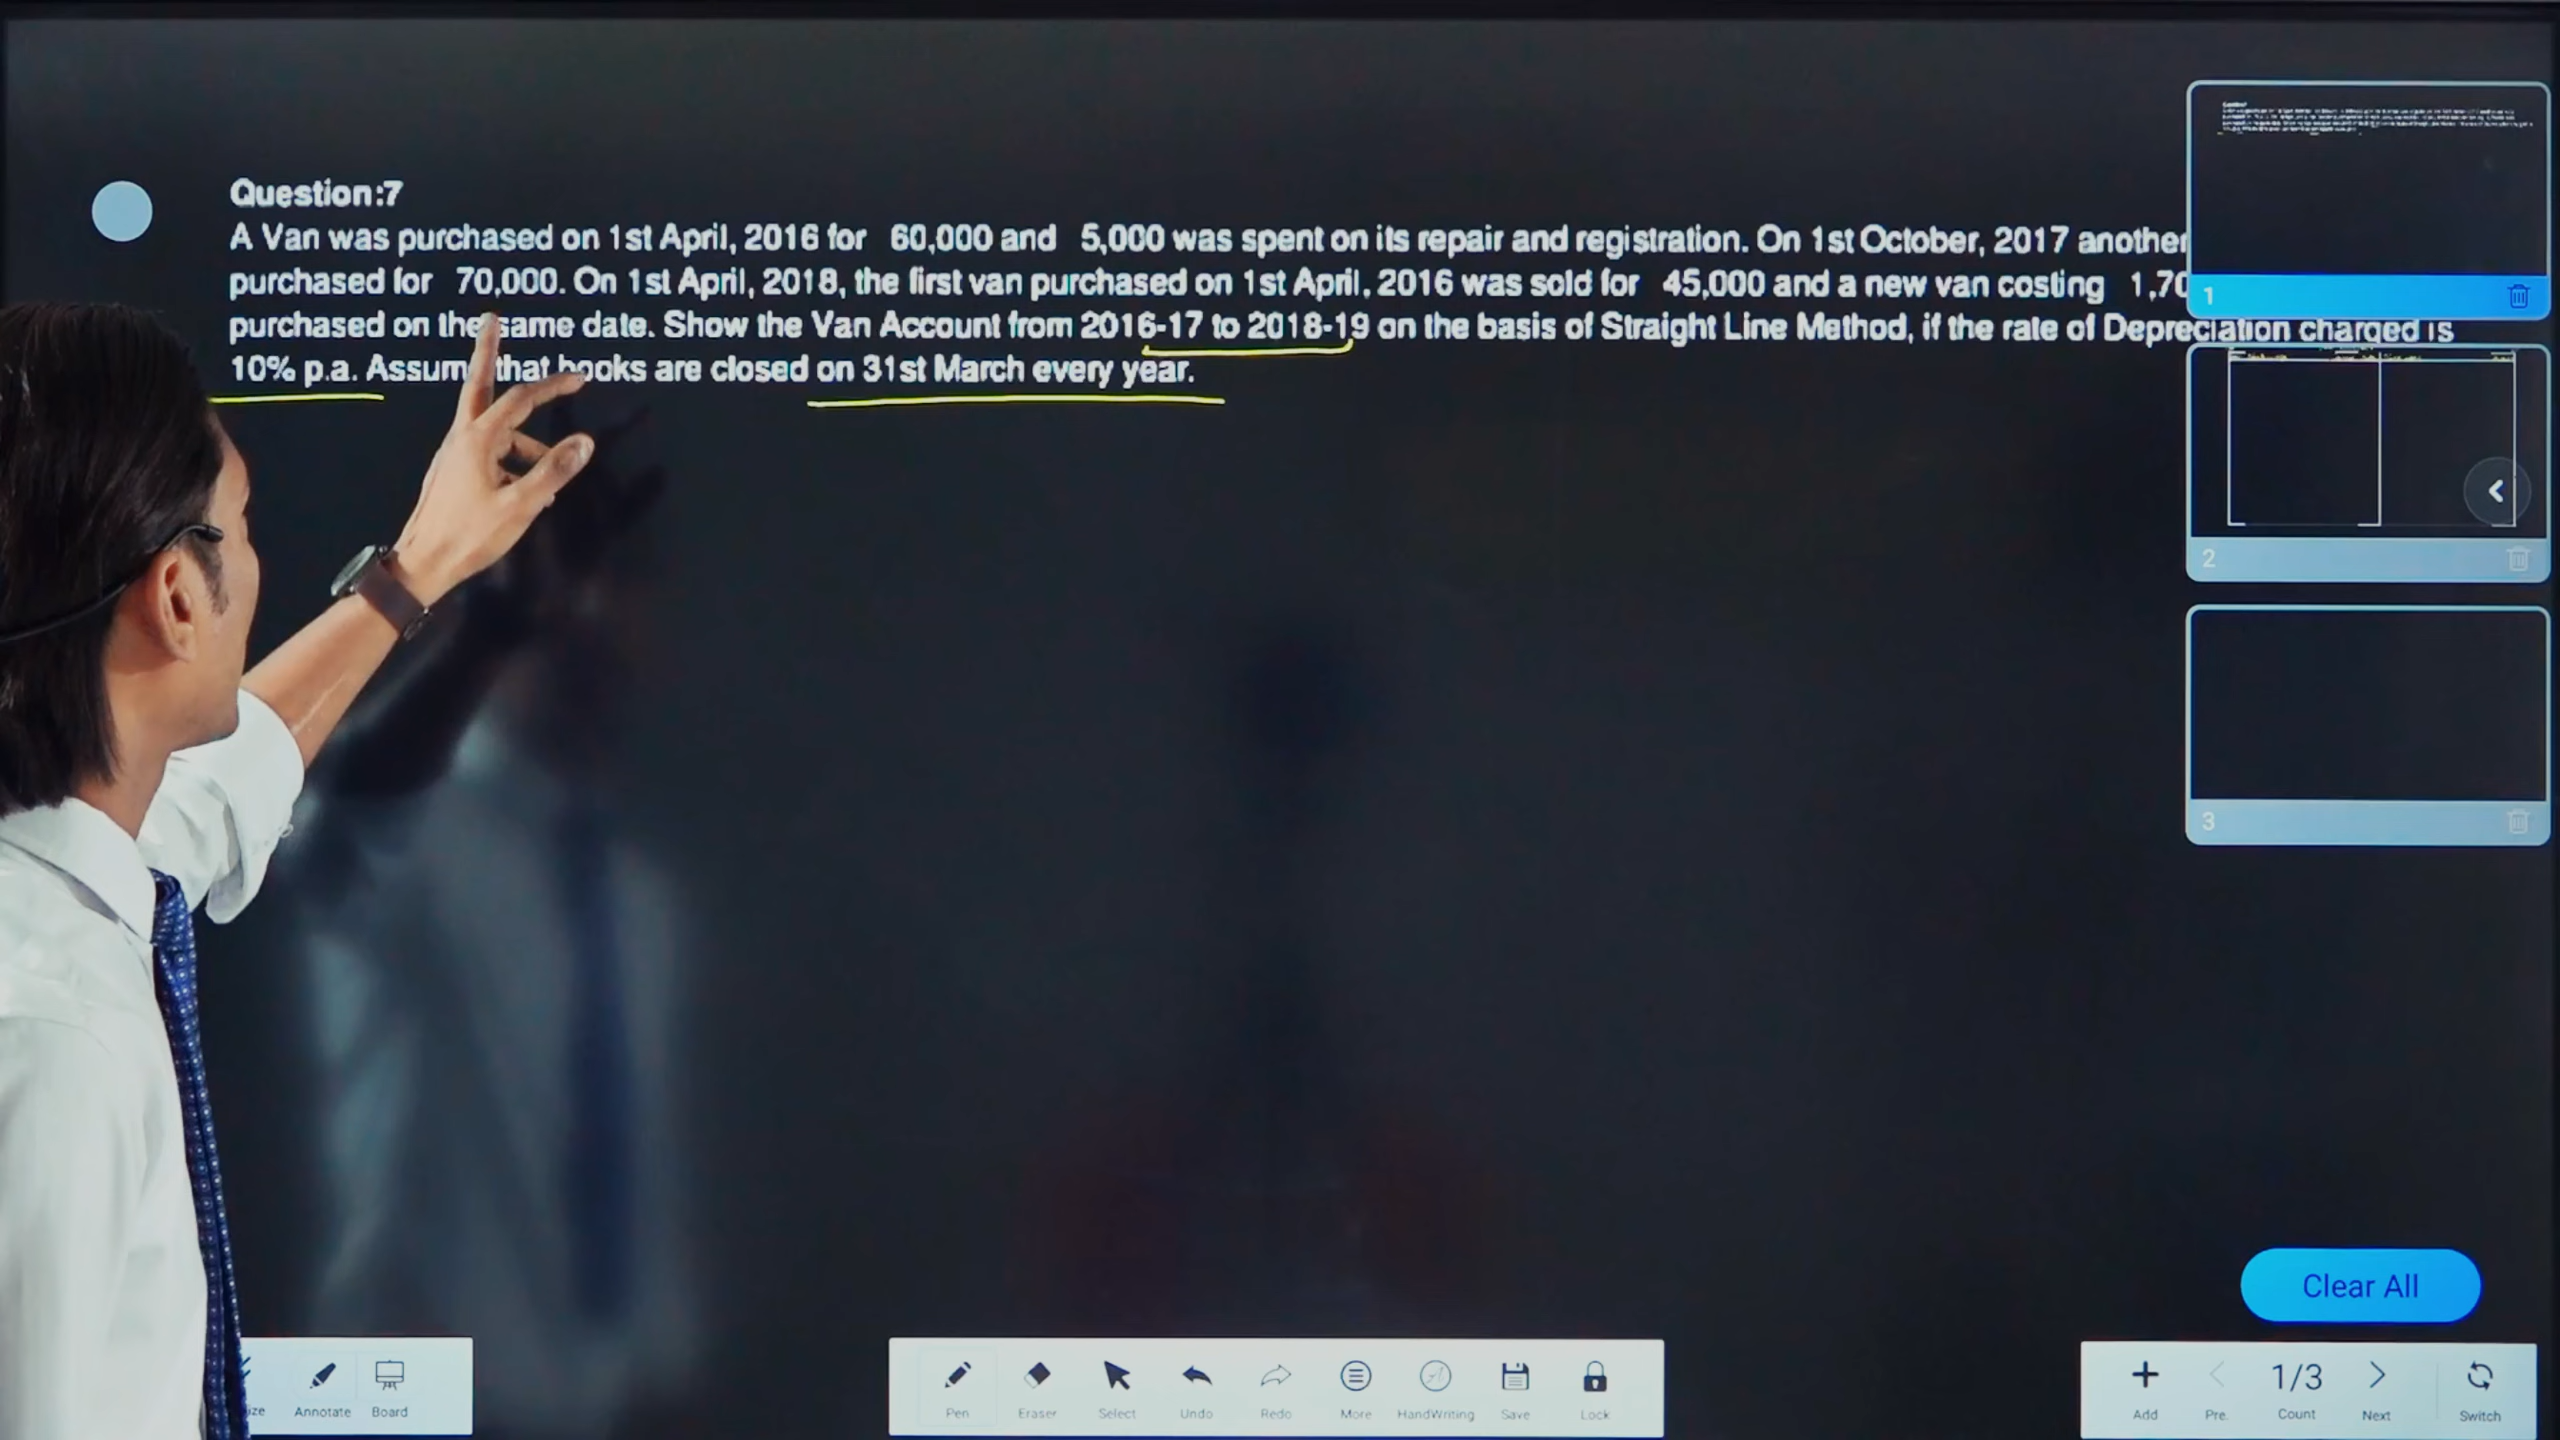 Question:7
A Van was purchased on 1st April, 2016 for 60,000 and 5,000 was spent on its repair and registration. On 1st October, 2017 another
purchased for 70,000. On 1st April, 2018, the first van purchased on 1st April, 2016 was sold for 45,000 and a new van costing 1,70
purchased on the same date. Show the Van Account from 2016-17 to 2018-19 on the basis of Straight Line Method, if the rate of Depreciation charged is
10% p.a. Assum that books are closed on 31st March every year.
1
2
3
Clear All
Annotate Board
Pen Eraser Select Undo Redo More HandWriting Save Lock
1/3
Add Pre. Count Next Switch